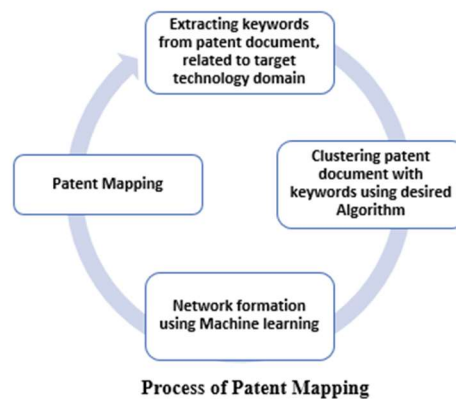 Extracting keywords
from patent document,
related to target
technology domain
Clustering patent
document with
keywords using desired
Algorithm
Network formation
using Machine learning
Patent Mapping
Process of Patent Mapping